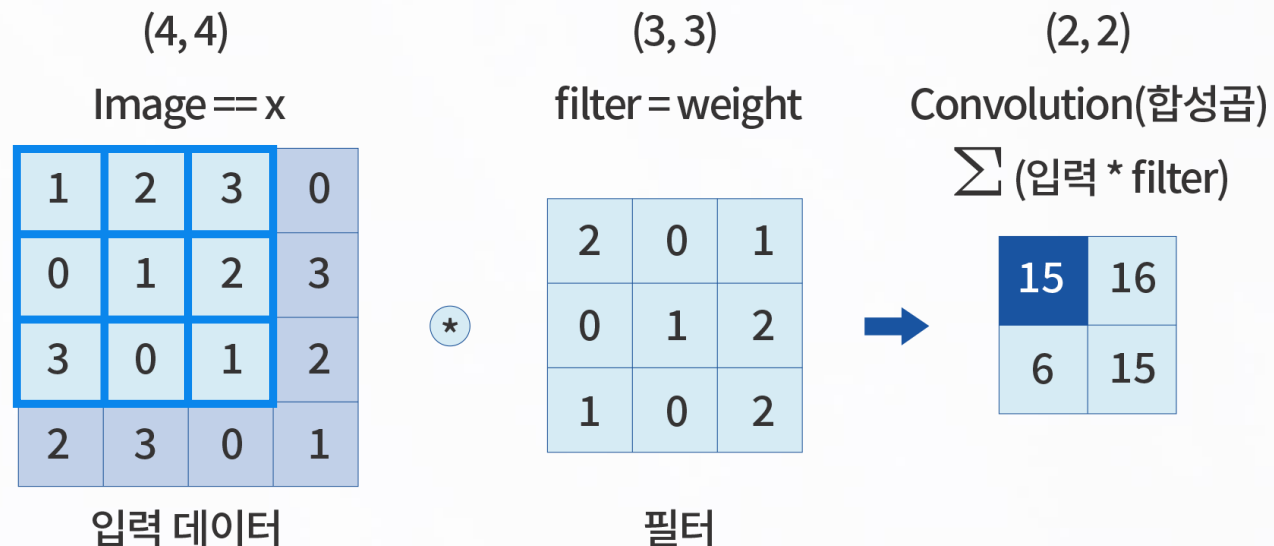 (4, 4)
(3, 3)
(2, 2)
Image == x
filter = weight
Convolution(합성곱)
∑ (입력 * filter)
1 2 3 0
0 1 2 3
3 0 1 2
2 3 0 1
*
2 0 1
0 1 2
1 0 2
15 16
6 15
입력 데이터
필터